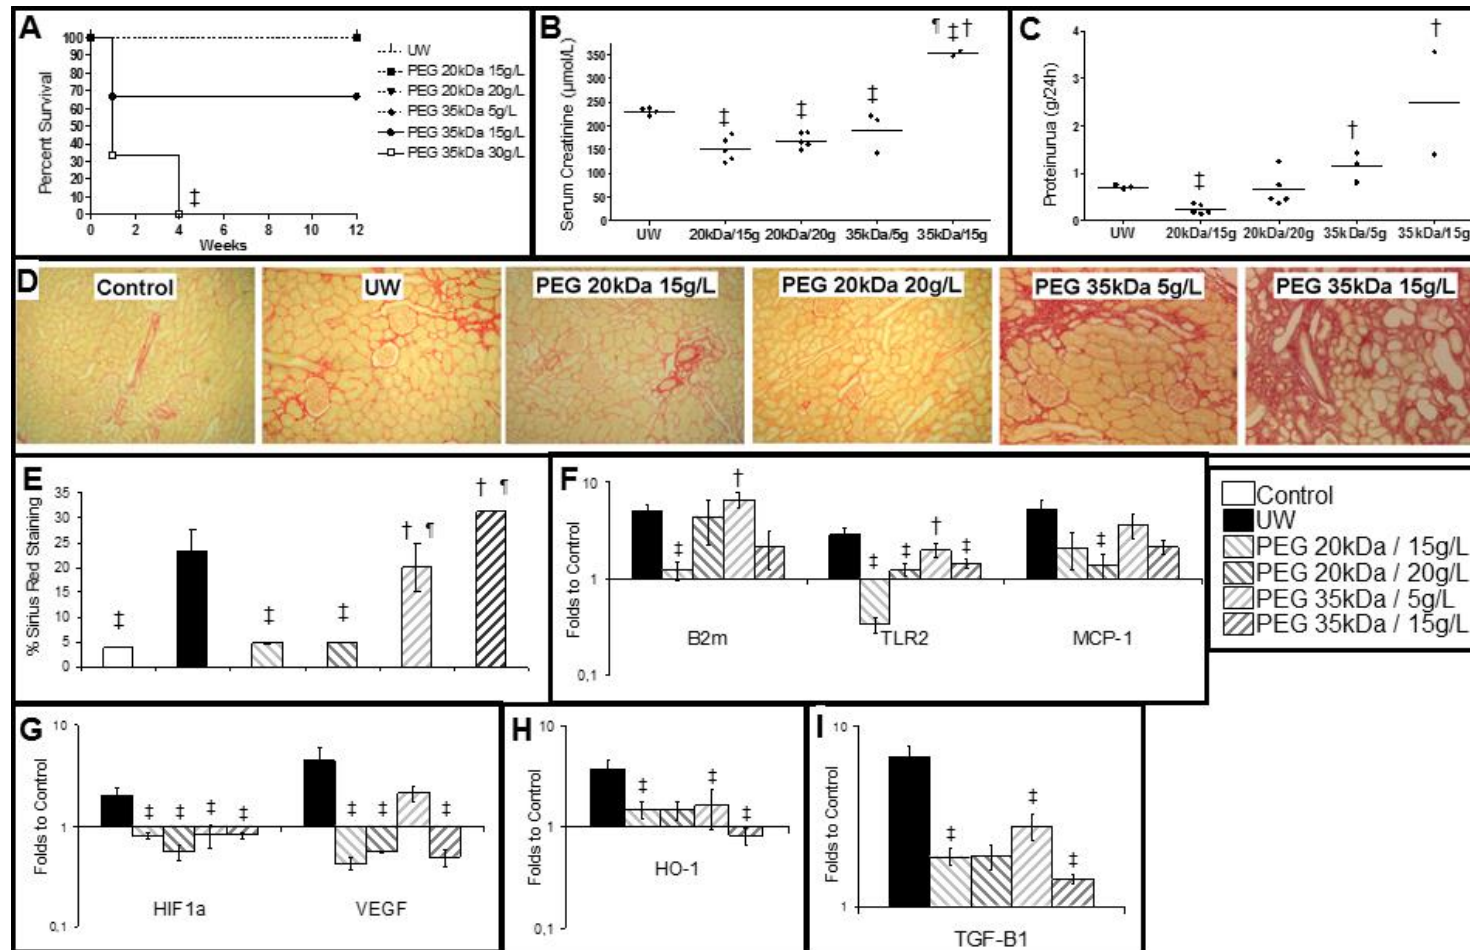 A
Percent Survival
100
90
80
70
60
50
40
30
20
10
0
‡
0 2 4 6 8 10 12
Weeks
UW
PEG 20kDa 15g/L
PEG 20kDa 20g/L
PEG 35kDa 5g/L
PEG 35kDa 15g/L
PEG 35kDa 30g/L
B
Serum Creatinine (µmol/L)
350
300
250
200
150
100
50
0
‡ ‡ ‡ ¶ ‡ †
UW 20kDa/15g 20kDa/20g 35kDa/5g 35kDa/15g
C
Proteinurua (g/24h)
4
3
2
1
0
‡ † †
UW 20kDa/15g 20kDa/20g 35kDa/5g 35kDa/15g
D
Control
UW
PEG 20kDa 15g/L
PEG 20kDa 20g/L
PEG 35kDa 5g/L
PEG 35kDa 15g/L
E
% Sirius Red Staining
35
30
25
20
15
10
5
0
‡ ‡ ‡ † ¶ † ¶
F
Folds to Control
10
1
0,1
‡ † ‡ ‡ † ‡ ‡
B2m TLR2 MCP-1
Control
UW
PEG 20kDa / 15g/L
PEG 20kDa / 20g/L
PEG 35kDa / 5g/L
PEG 35kDa / 15g/L
G
Folds to Control
10
1
0,1
‡ ‡ ‡ ‡ ‡ ‡ ‡
HIF1a VEGF
H
Folds to Control
10
1
0,1
‡ ‡ ‡
HO-1
I
Folds to Control
10
1
‡ ‡ ‡
TGF-B1